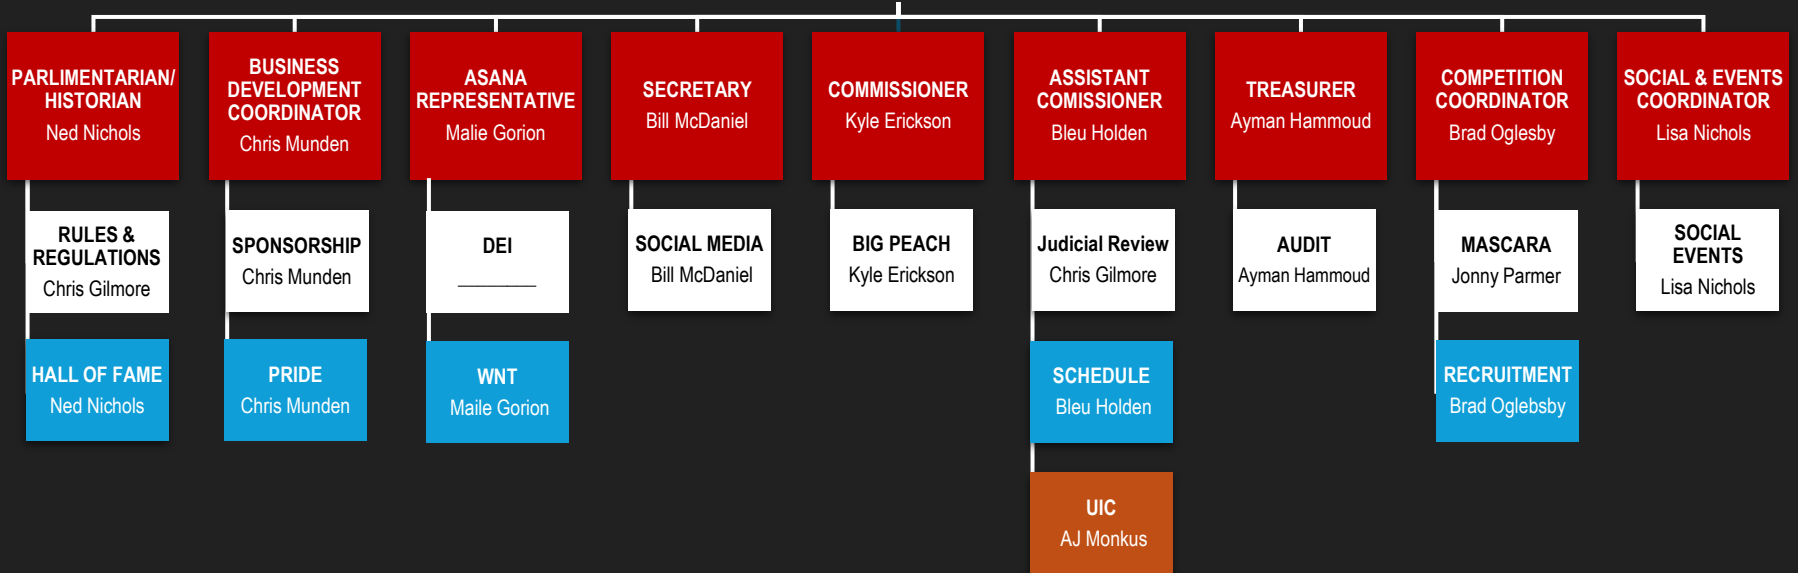 PARLIMENTARIAN/
HISTORIAN
Ned Nichols
BUSINESS
DEVELOPMENT
COORDINATOR
Chris Munden
ASANA
REPRESENTATIVE
Malie Gorion
SECRETARY
Bill McDaniel
COMMISSIONER
Kyle Erickson
ASSISTANT
COMISSIONER
Bleu Holden
TREASURER
Ayman Hammoud
COMPETITION
COORDINATOR
Brad Oglesby
SOCIAL & EVENTS
COORDINATOR
Lisa Nichols
RULES &
REGULATIONS
Chris Gilmore
SPONSORSHIP
Chris Munden
DEI
________
SOCIAL MEDIA
Bill McDaniel
BIG PEACH
Kyle Erickson
Judicial Review
Chris Gilmore
AUDIT
Ayman Hammoud
MASCARA
Jonny Parmer
SOCIAL
EVENTS
Lisa Nichols
HALL OF FAME
Ned Nichols
PRIDE
Chris Munden
WNT
Maile Gorion
SCHEDULE
Bleu Holden
RECRUITMENT
Brad Oglebsby
UIC
AJ Monkus